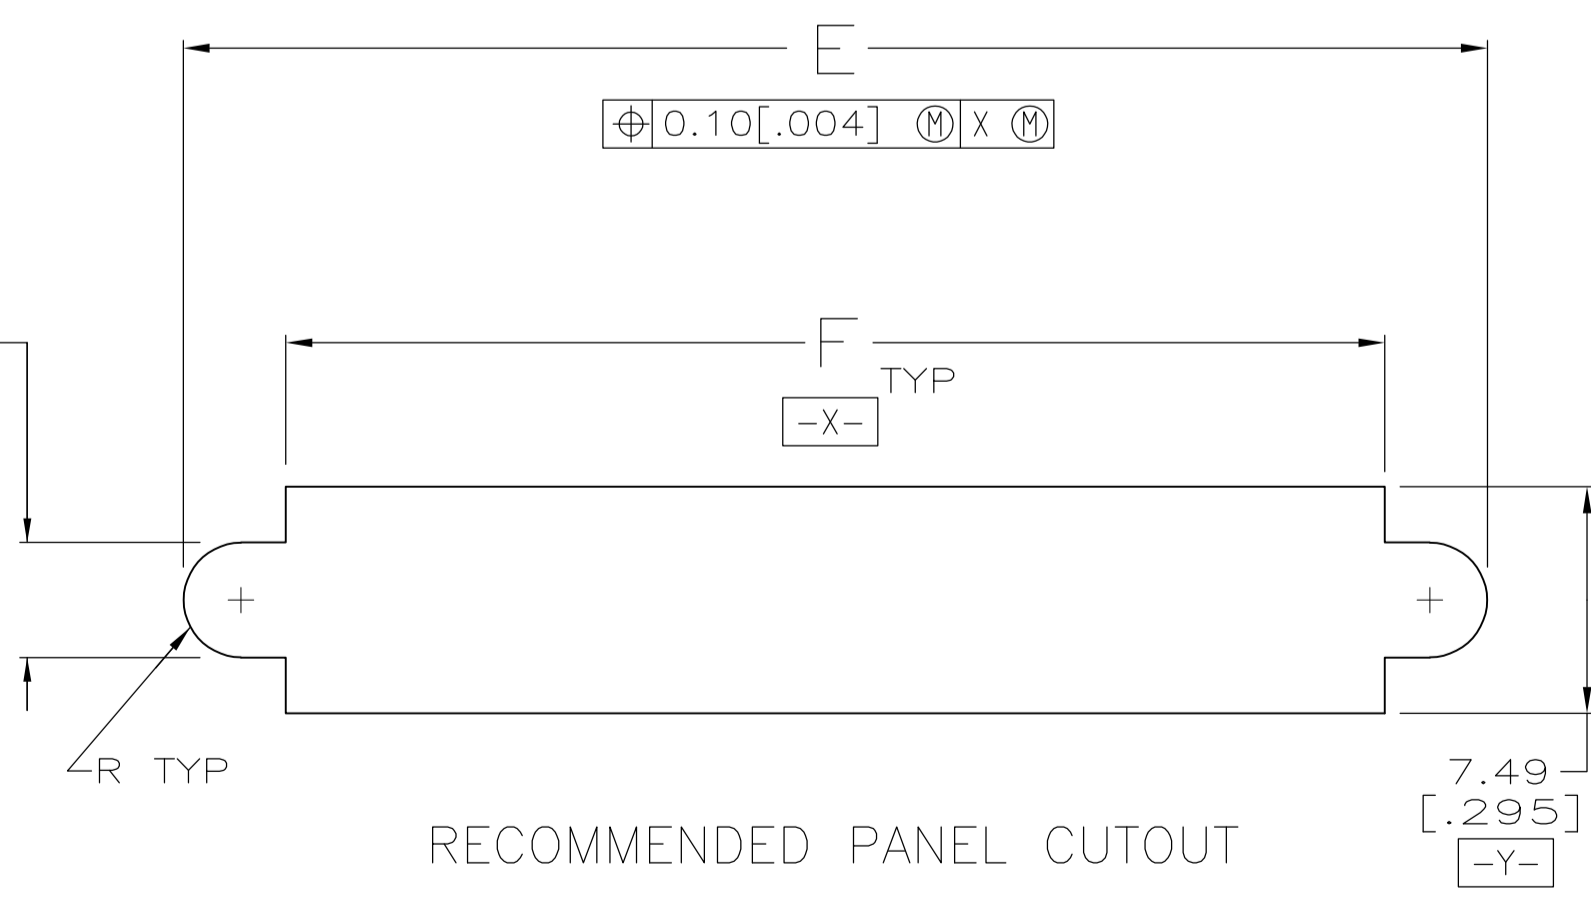 E
⌖ 0.10[.004] Ⓜ X Ⓜ
F
TYP
-X-
R TYP
7.49
[.295]
-Y-
RECOMMENDED PANEL CUTOUT